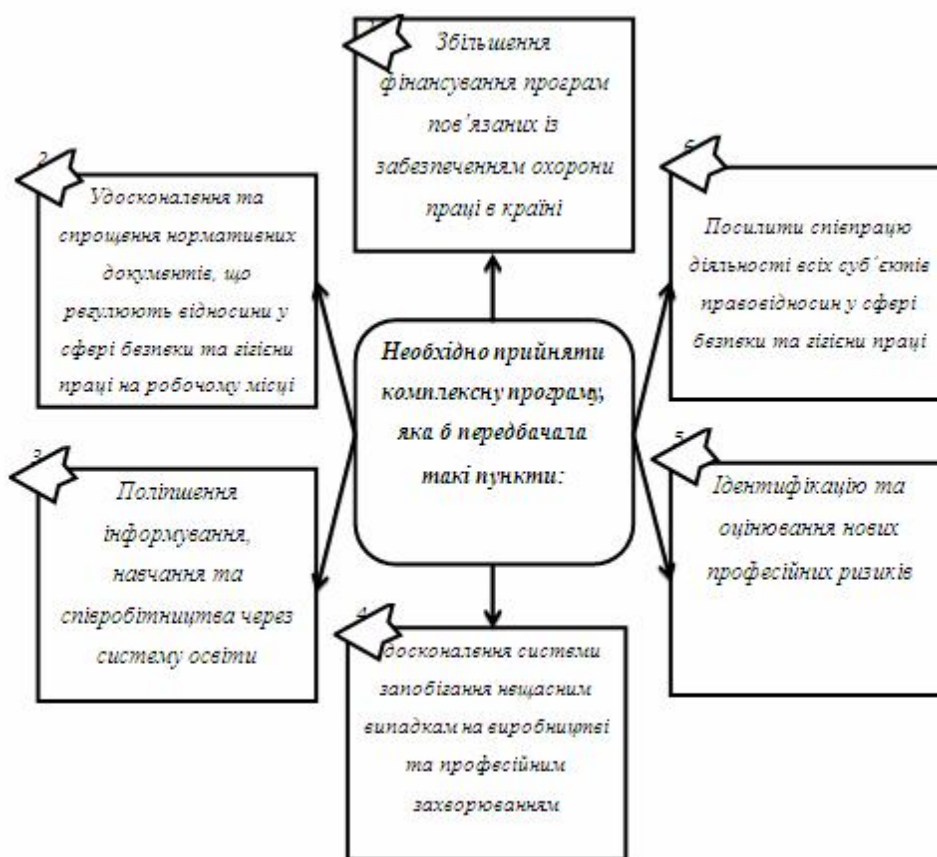 1
Збільшення
фінансування програм
пов’язаних із
забезпеченням охорони
праці в країні
2
Удосконалення та
спрощення нормативних
документів, що
регулюють відносини у
сфері безпеки та гігієни
праці на робочому місці
3
Поліпшення
інформування,
навчання та
співробітництва через
систему освіти
Необхідно прийняти
комплексну програму,
яка б передбачала
такі пункти:
4
досконалення системи
запобігання нещасним
випадкам на виробництві
та професійним
захворюванням
5
Ідентифікацію та
оцінювання нових
професійних ризиків
6
Посилити співпрацю
діяльності всіх суб´єктів
правовідносин у сфері
безпеки та гігієни праці